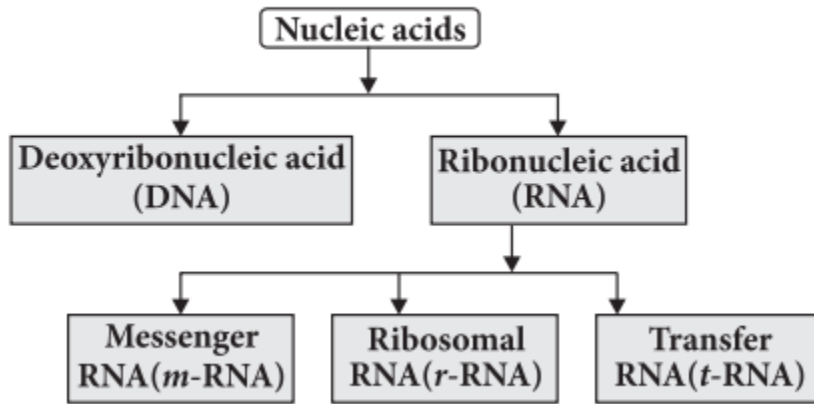 Nucleic acids
Deoxyribonucleic acid
(DNA)
Ribonucleic acid
(RNA)
Messenger
RNA(m-RNA)
Ribosomal
RNA(r-RNA)
Transfer
RNA(t-RNA)